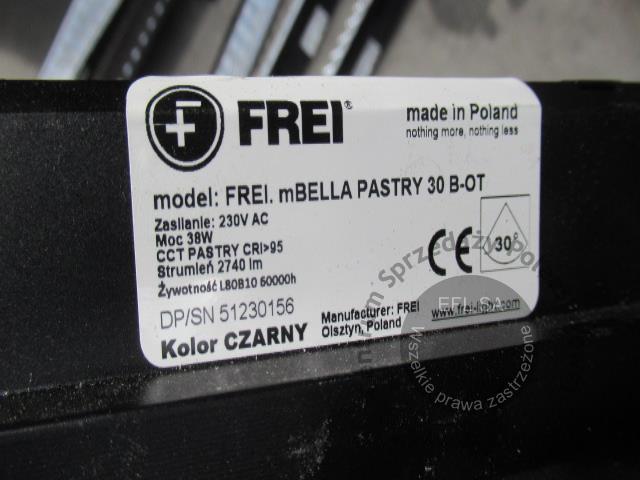 FREI®
made in Poland
nothing more, nothing less
model: FREI. mBELLA PASTRY 30 B-OT
Zasilanie: 230V AC
Moc 38W
CCT PASTRY CRI>95
Strumień 2740 lm
Żywotność L80B10 60000h
CE
30°
DP/SN 51230156
Manufacturer: FREI
Olsztyn, Poland
Kolor CZARNY
EFL SA
Wszelkie prawa zastrzeżone